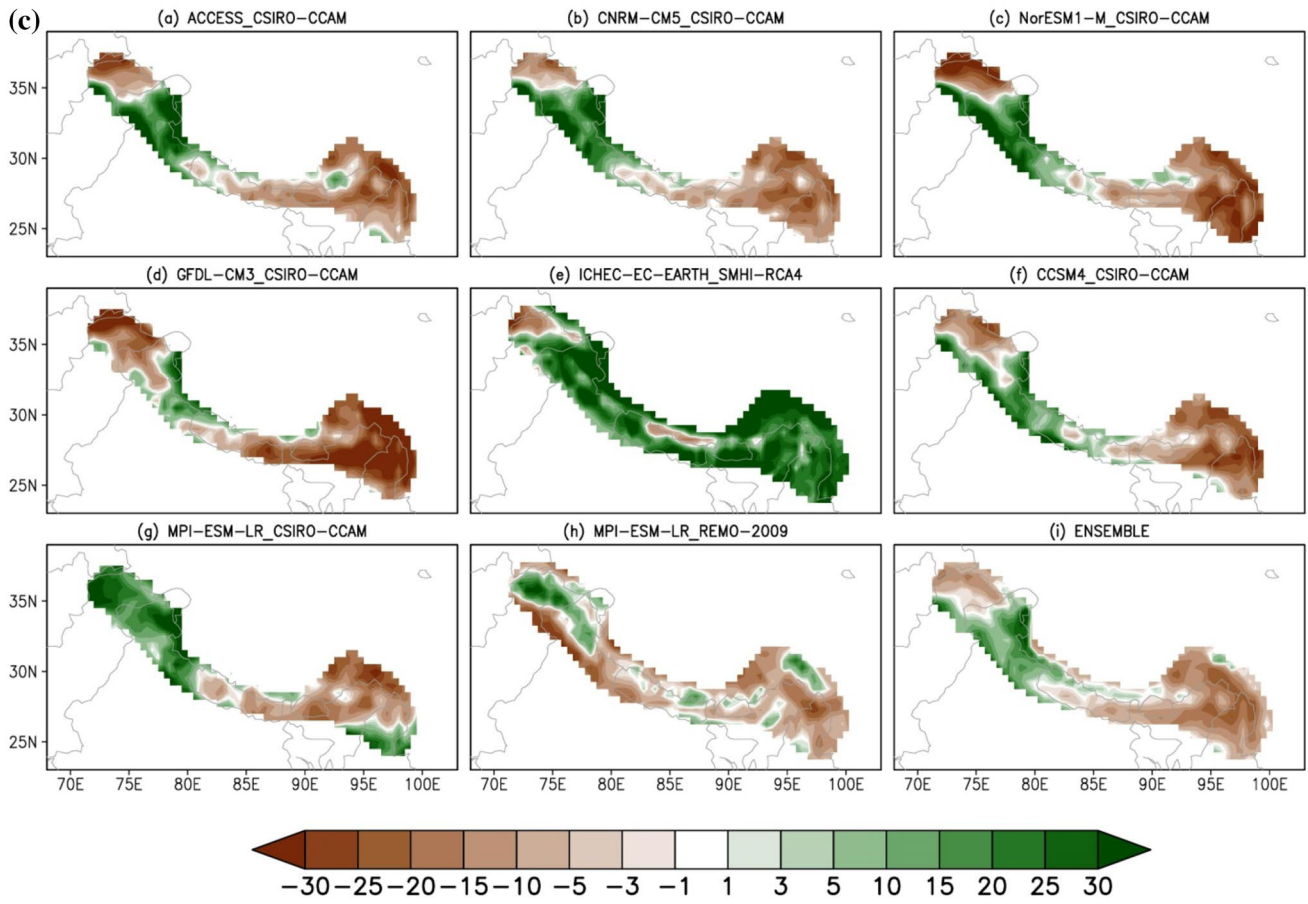 (c)
(a) ACCESS_CSIRO-CCAM (b) CNRM-CM5_CSIRO-CCAM (c) NorESM1-M_CSIRO-CCAM
35N
30N
25N
(d) GFDL-CM3_CSIRO-CCAM (e) ICHEC-EC-EARTH_SMHI-RCA4 (f) CCSM4_CSIRO-CCAM
35N
30N
25N
(g) MPI-ESM-LR_CSIRO-CCAM (h) MPI-ESM-LR_REMO-2009 (i) ENSEMBLE
35N
30N
25N
70E 75E 80E 85E 90E 95E 100E 70E 75E 80E 85E 90E 95E 100E 70E 75E 80E 85E 90E 95E 100E
−30 −25 −20 −15 −10 −5 −3 −1 1 3 5 10 15 20 25 30